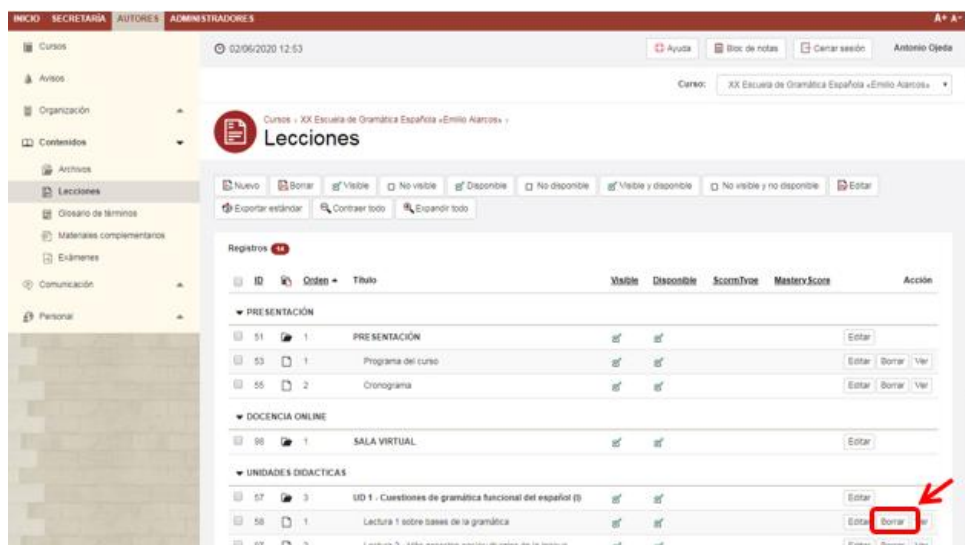 INICIO SECRETARÍA AUTORES ADMINISTRADORES A+ A-
Cursos
Avisos
Organización
Contenidos
Archivos
Lecciones
Glosario de términos
Materiales complementarios
Exámenes
Comunicación
Personal
02/06/2020 12:53 Ayuda Bloc de notas Cerrar sesión Antonio Ojeda
Curso: XX Escuela de Gramática Española «Emilio Alarcos»
Cursos › XX Escuela de Gramática Española «Emilio Alarcos» ›
Lecciones
Nuevo Borrar Visible No visible Disponible No disponible Visible y disponible No visible y no disponible Editar
Exportar estándar Contraer todo Expandir todo
Registros 14
ID Orden Título Visible Disponible ScormType MasteryScore Acción
PRESENTACIÓN
51 1 PRESENTACIÓN Editar
53 1 Programa del curso Editar Borrar Ver
55 2 Cronograma Editar Borrar Ver
DOCENCIA ONLINE
98 1 SALA VIRTUAL Editar
UNIDADES DIDACTICAS
57 3 UD 1 - Cuestiones de gramática funcional del español (I) Editar
58 1 Lectura 1 sobre bases de la gramática Editar Borrar Ver